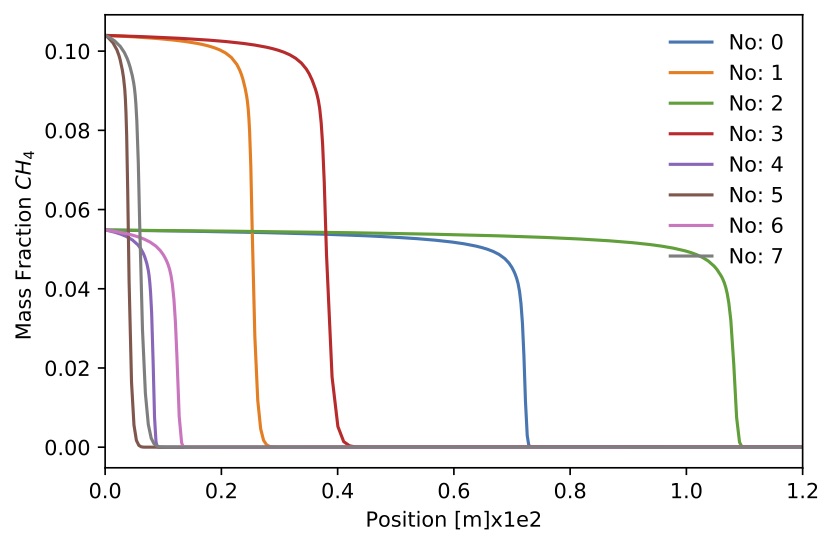 0.10
0.08
0.06
0.04
0.02
0.00
Mass Fraction CH₄
0.0 0.2 0.4 0.6 0.8 1.0 1.2
Position [m]x1e2
No: 0
No: 1
No: 2
No: 3
No: 4
No: 5
No: 6
No: 7